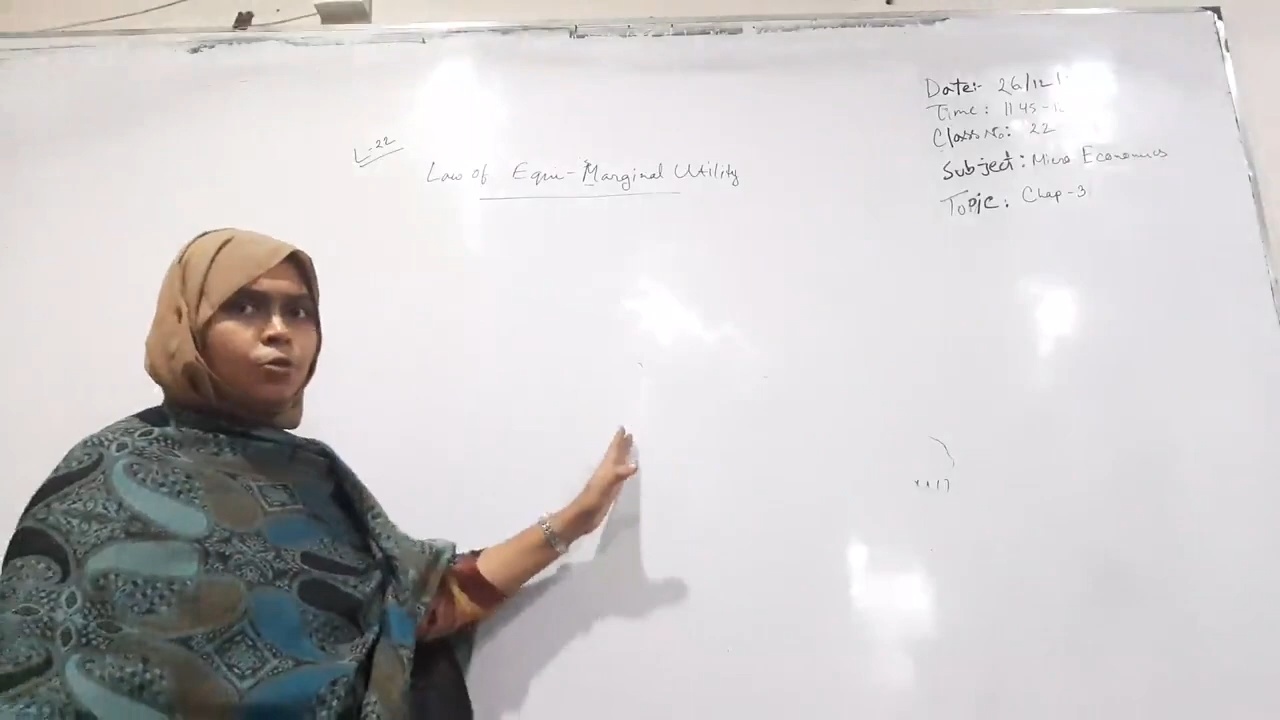 L-22
Law of Equi-Marginal Utility
Date:- 26/12/
Time: 11 45 -
Class No: 22
Subject: Micro Economics
Topic: Chap-3